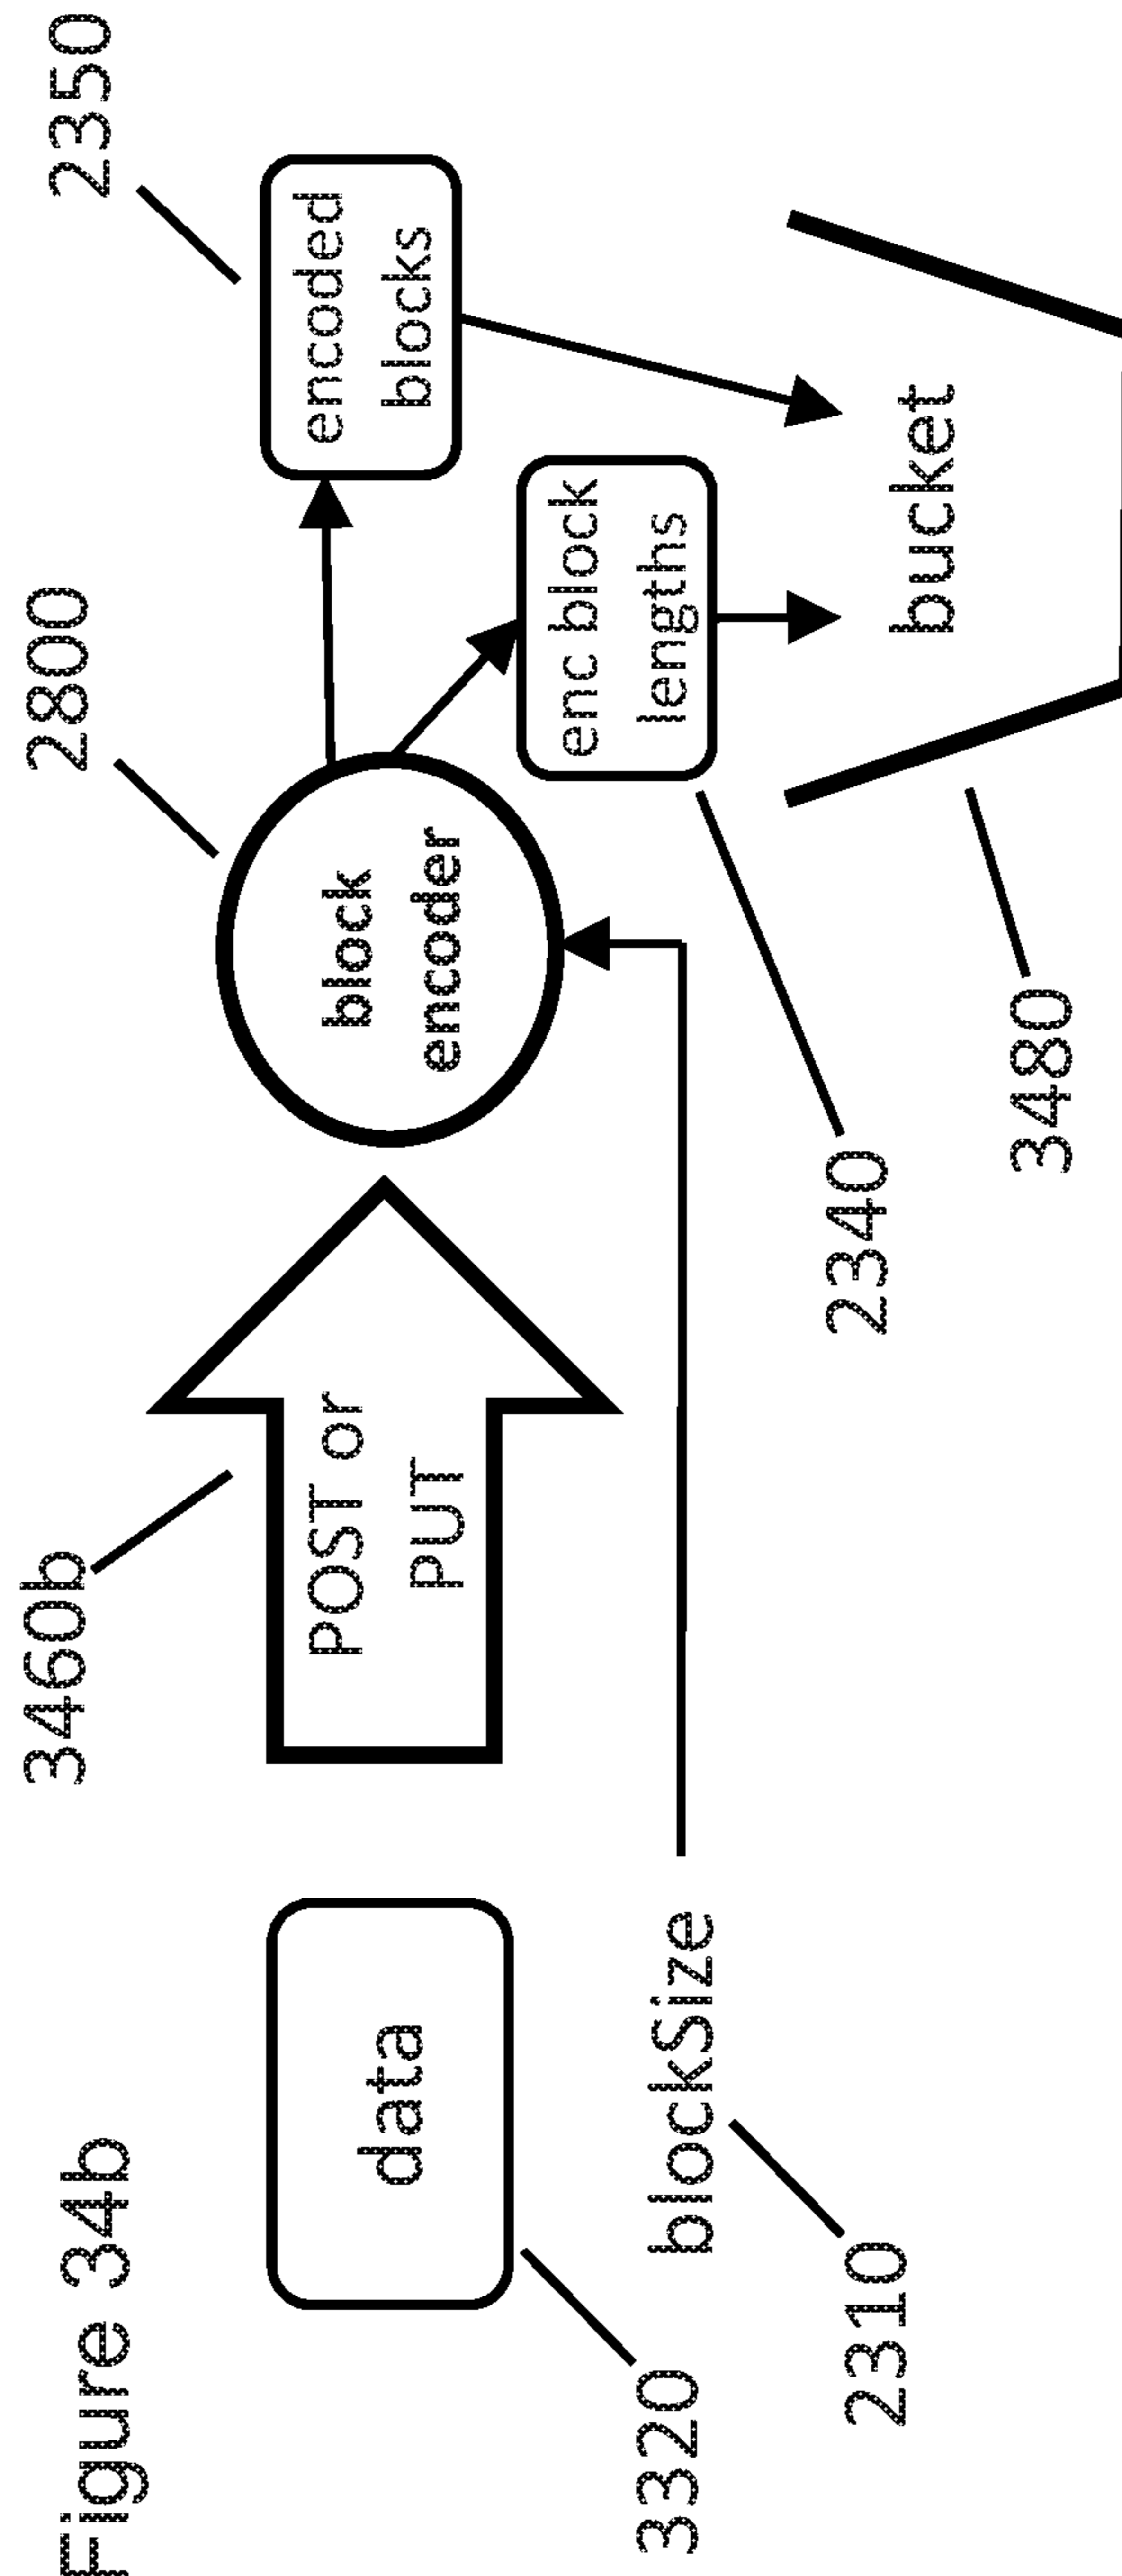 Figure 34b
3460b
2800
2350
data
POST or
PUT
block
encoder
encoded
blocks
enc block
lengths
3320
blockSize
2310
2340
bucket
3480